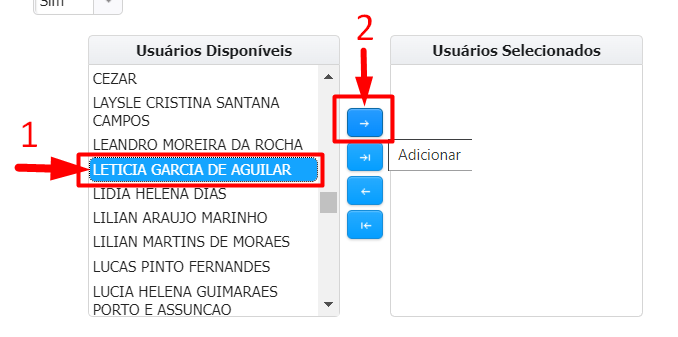 Sim
2
Usuários Disponíveis
Usuários Selecionados
CEZAR
LAYSLE CRISTINA SANTANA
CAMPOS
1
LEANDRO MOREIRA DA ROCHA
Adicionar
LETICIA GARCIA DE AGUILAR
LIDIA HELENA DIAS
LILIAN ARAUJO MARINHO
LILIAN MARTINS DE MORAES
LUCAS PINTO FERNANDES
LUCIA HELENA GUIMARAES
PORTO E ASSUNCAO